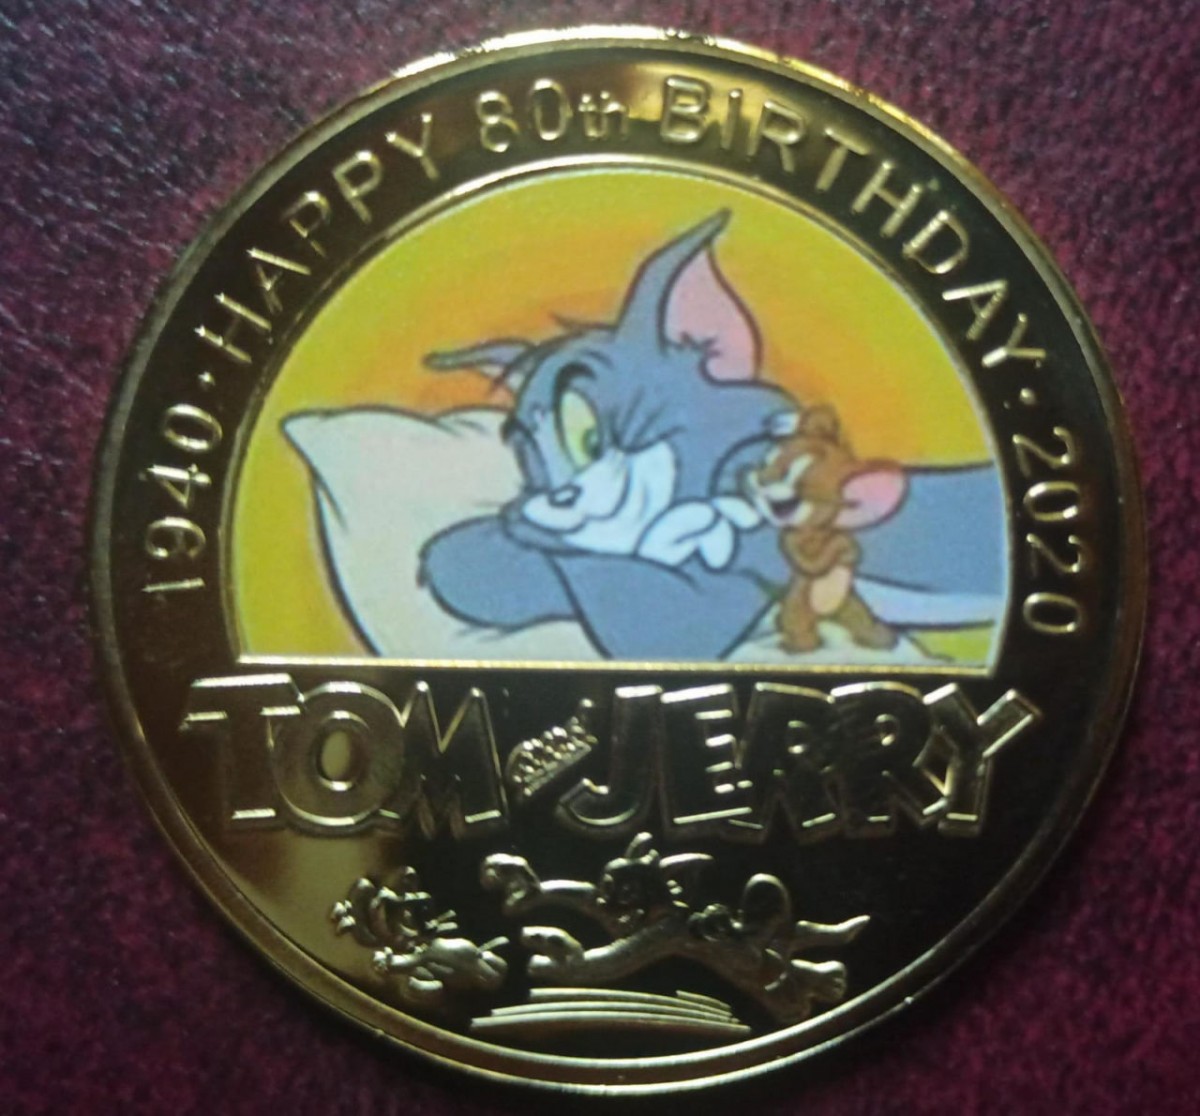 1940 · HAPPY 80th BIRTHDAY · 2020
TOM and JERRY